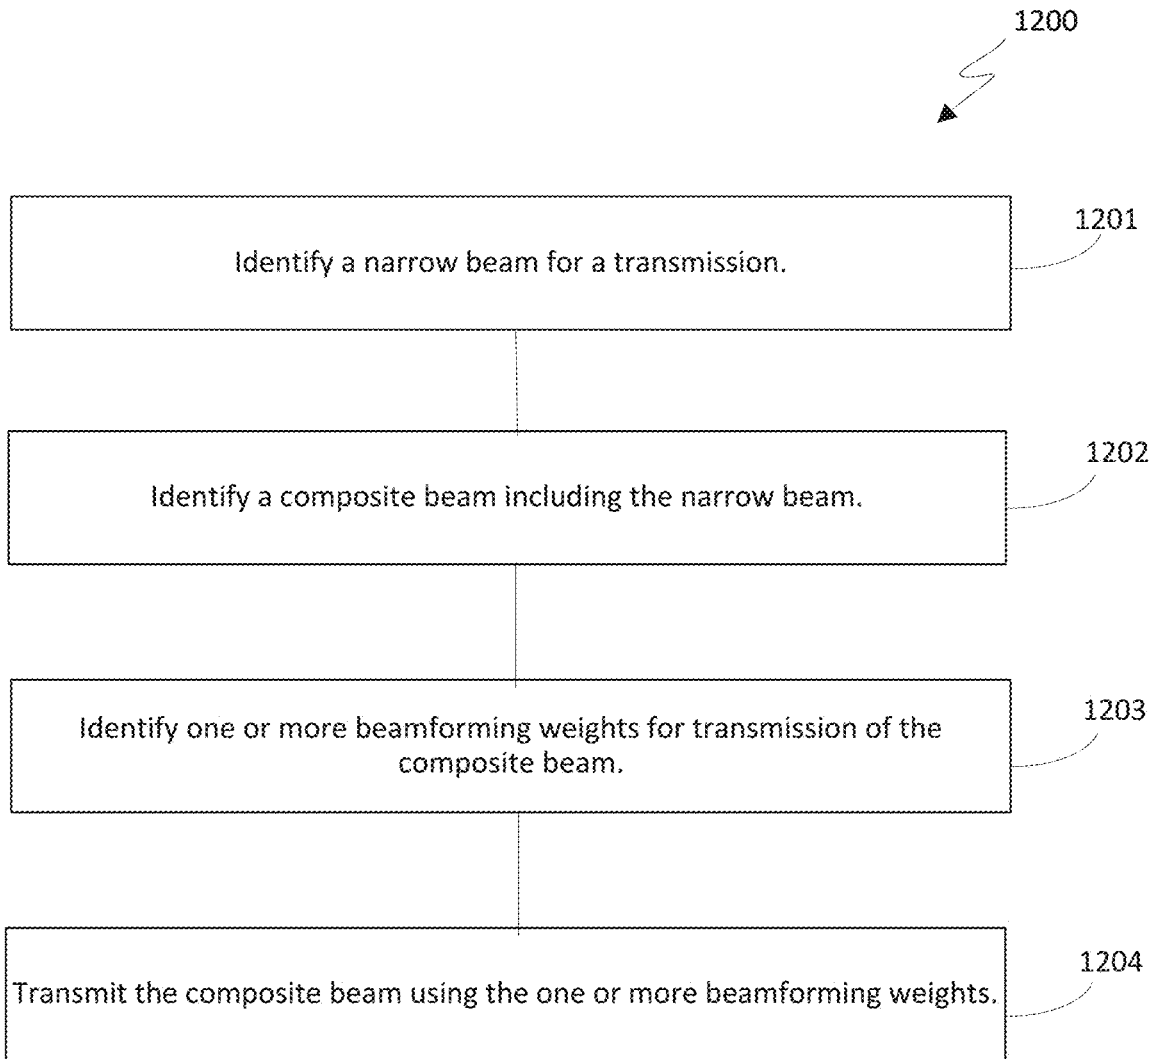 1200
1201
Identify a narrow beam for a transmission.
1202
Identify a composite beam including the narrow beam.
1203
Identify one or more beamforming weights for transmission of the
composite beam.
1204
Transmit the composite beam using the one or more beamforming weights.